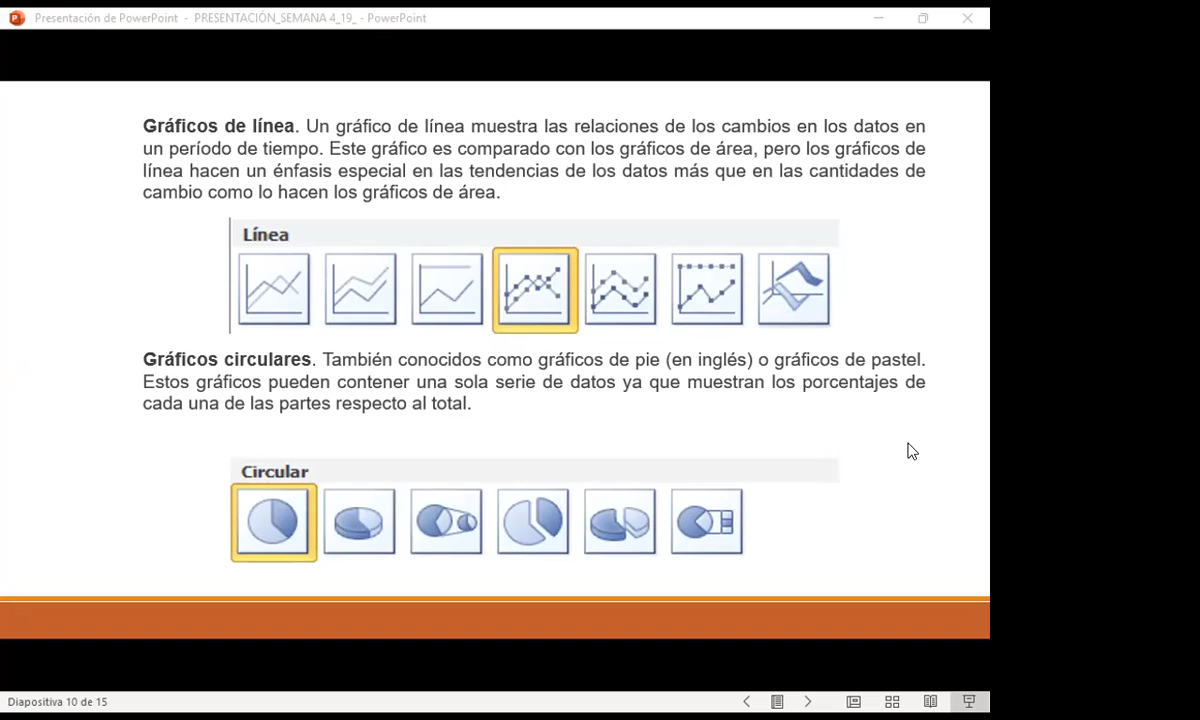 Presentación de PowerPoint - PRESENTACIÓN_SEMANA 4_19_ - PowerPoint
Gráficos de línea. Un gráfico de línea muestra las relaciones de los cambios en los datos en
un período de tiempo. Este gráfico es comparado con los gráficos de área, pero los gráficos de
línea hacen un énfasis especial en las tendencias de los datos más que en las cantidades de
cambio como lo hacen los gráficos de área.
Línea
Gráficos circulares. También conocidos como gráficos de pie (en inglés) o gráficos de pastel.
Estos gráficos pueden contener una sola serie de datos ya que muestran los porcentajes de
cada una de las partes respecto al total.
Circular
Diapositiva 10 de 15